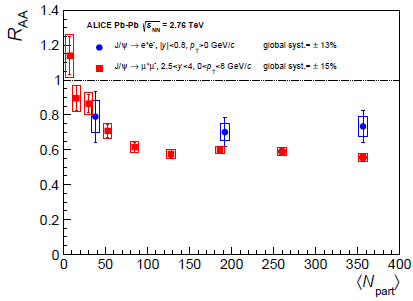 R_AA
1.4
1.2
1
0.8
0.6
0.4
0.2
0
ALICE Pb-Pb √s_NN = 2.76 TeV
J/ψ → e⁺e⁻, |y|<0.8, p_T>0 GeV/c global syst.= ± 13%
J/ψ → μ⁺μ⁻, 2.5<y<4, 0<p_T<8 GeV/c global syst.= ± 15%
0 50 100 150 200 250 300 350 400
⟨N_part⟩